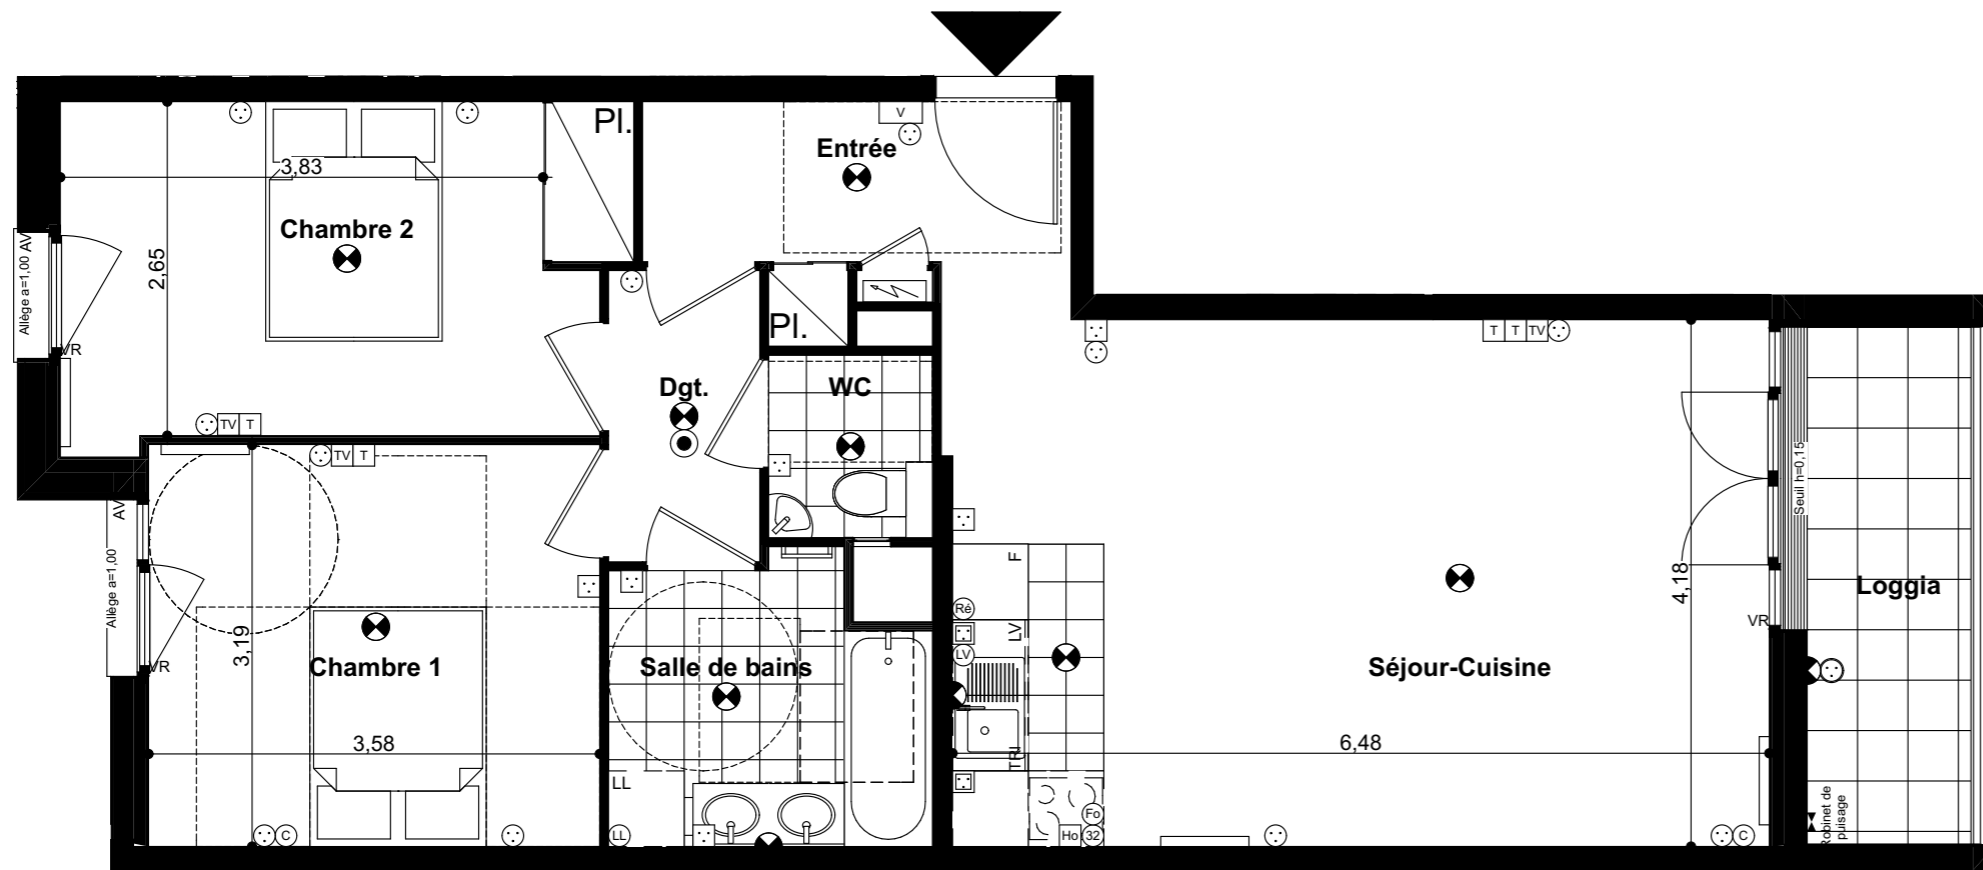 Pl.
V
Entrée
3,83
Chambre 2
2,65
Allège a=1,00 AV
VR
TV T
Pl.
Dgt.
WC
T T TV
TV T
AV
Allège a=1,00
VR
3,19
Chambre 1
3,58
C
Salle de bains
LL
LL
F
Ré
LV
LV
TRI
Fo
Ho 32
Séjour-Cuisine
6,48
4,18
VR
Seuil h=0,15
Loggia
C
Robinet de
puisage